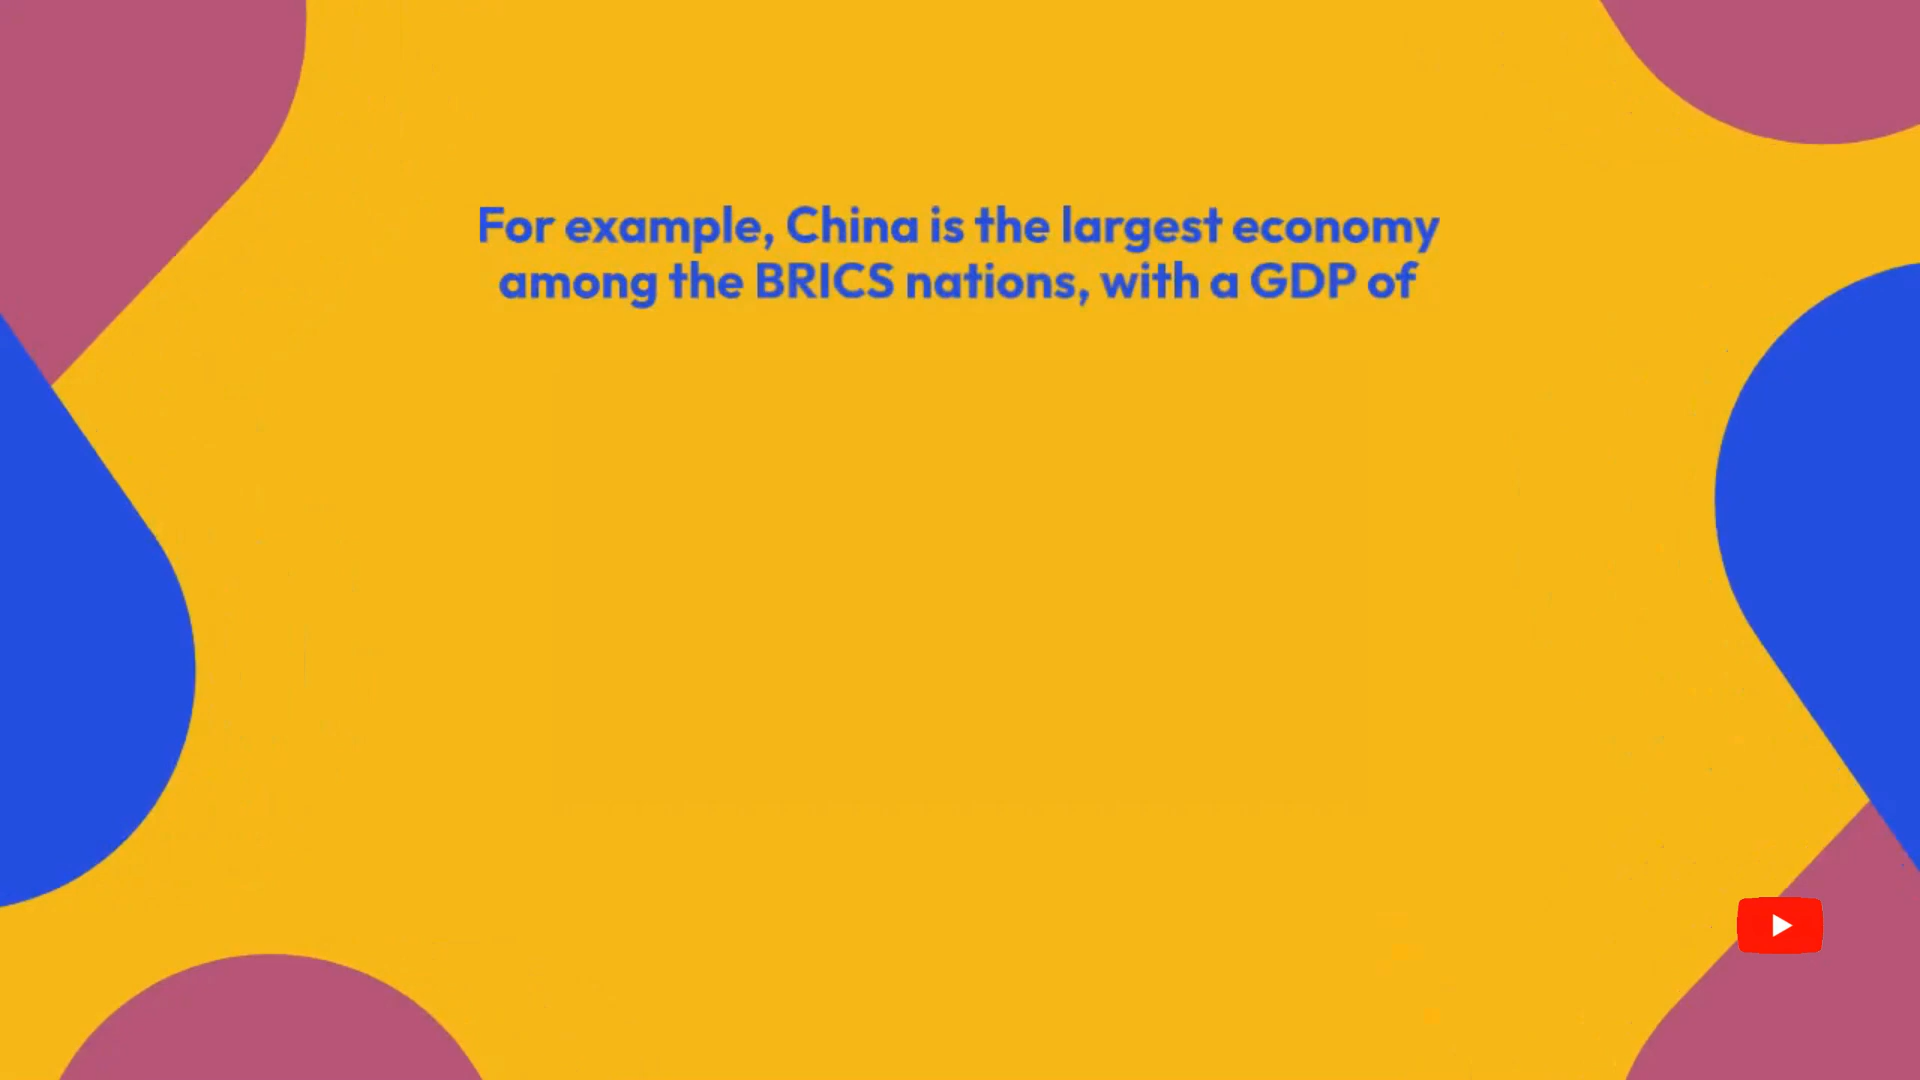 For example, China is the largest economy
among the BRICS nations, with a GDP of